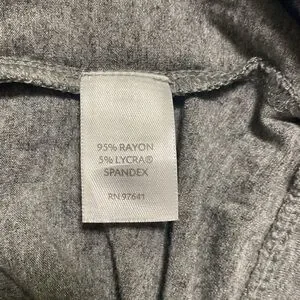 95% RAYON
5% LYCRA®
SPANDEX
RN 97641